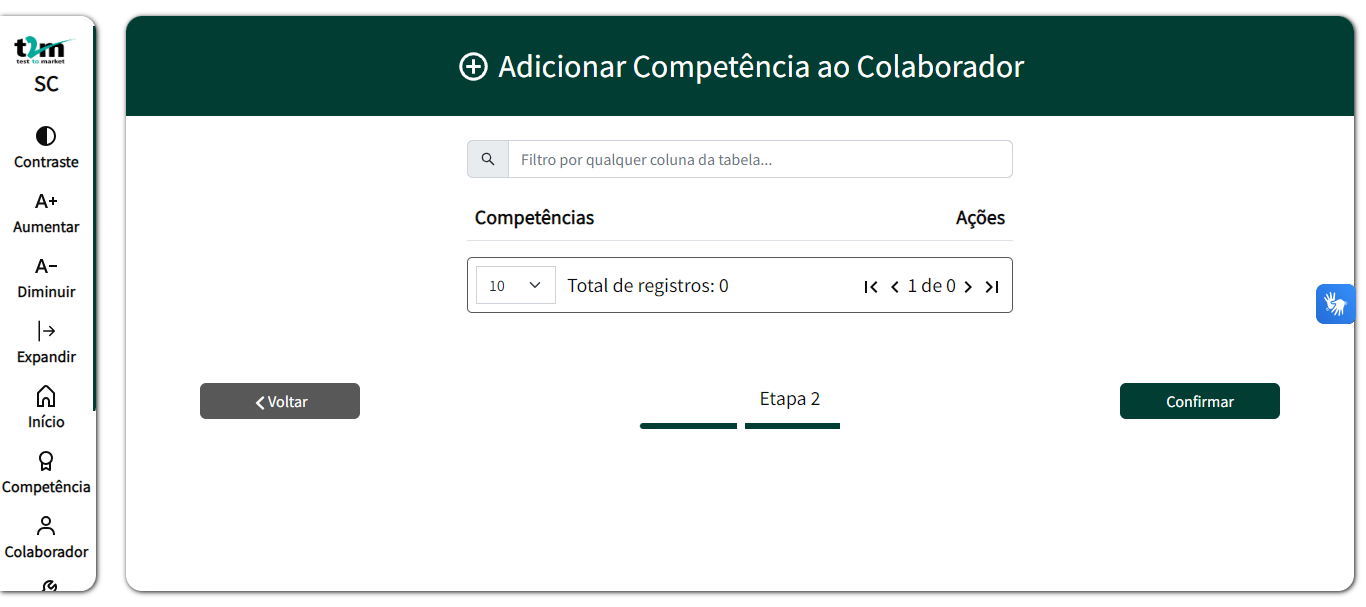 t2m
test to market
SC
Contraste
A+
Aumentar
A−
Diminuir
Expandir
Início
Competência
Colaborador
Adicionar Competência ao Colaborador
Filtro por qualquer coluna da tabela...
Competências Ações
10 Total de registros: 0 1 de 0
Voltar Etapa 2 Confirmar